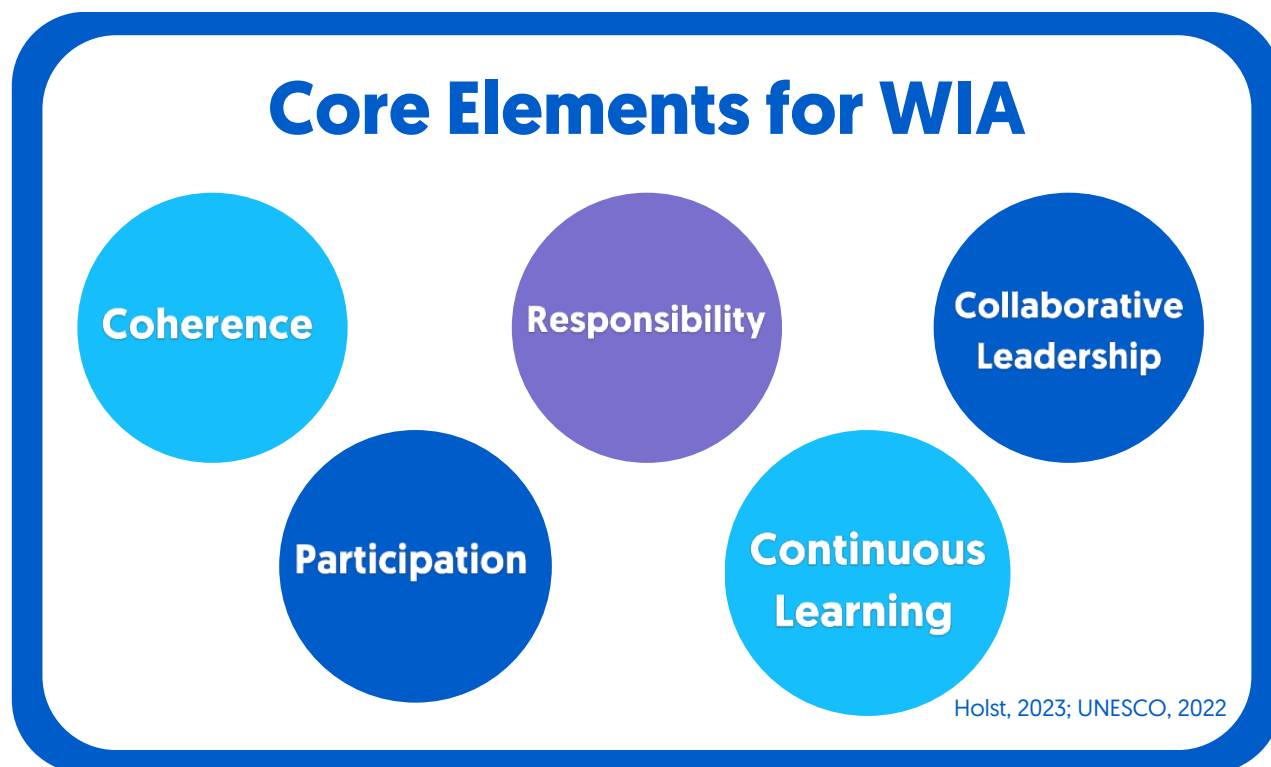 Core Elements for WIA
Coherence
Responsibility
Collaborative
Leadership
Participation
Continuous
Learning
Holst, 2023; UNESCO, 2022